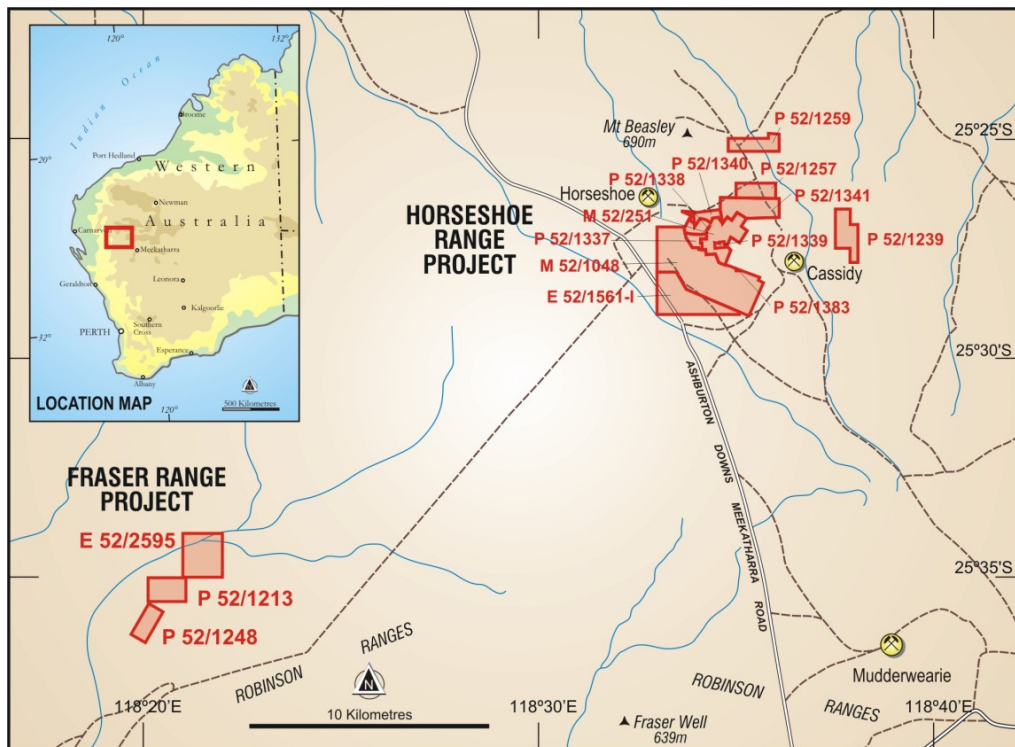 120°
132°
Indian Ocean
Broome
Port Hedland
20°
Western
Newman
Australia
Carnarvon
Meekatharra
Leonora
Geraldton
Kalgoorlie
PERTH
Southern
Cross
32°
Esperance
Albany
LOCATION MAP
120°
500 Kilometres
Mt Beasley
690m
P 52/1259
25°25'S
P 52/1340
P 52/1257
P 52/1338
Horseshoe
P 52/1341
M 52/251
HORSESHOE
RANGE
PROJECT
P 52/1337
P 52/1339
P 52/1239
M 52/1048
Cassidy
E 52/1561-I
P 52/1383
25°30'S
ASHBURTON DOWNS MEEKATHARRA ROAD
FRASER RANGE
PROJECT
E 52/2595
25°35'S
P 52/1213
P 52/1248
ROBINSON RANGES
N
Mudderwearie
ROBINSON RANGES
118°20'E
10 Kilometres
118°30'E
Fraser Well
639m
118°40'E